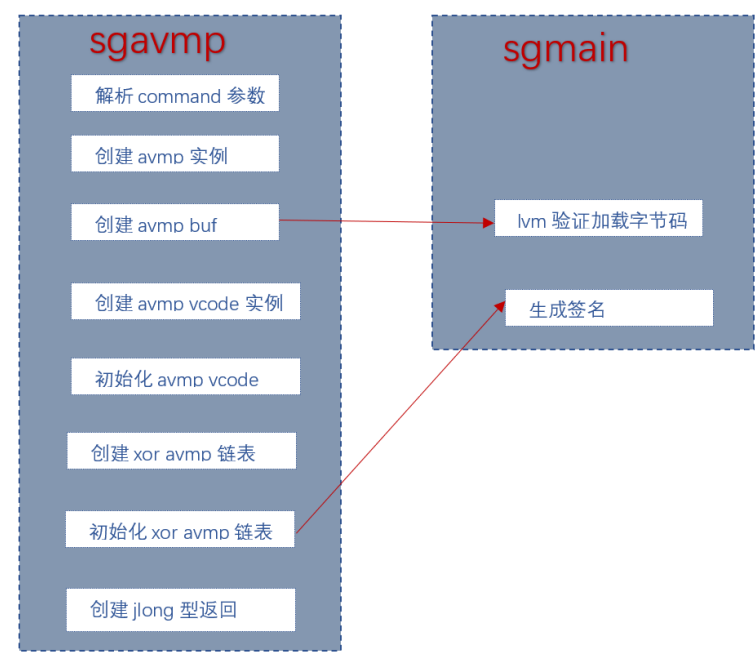 sgavmp
解析 command 参数
创建 avmp 实例
创建 avmp buf
创建 avmp vcode 实例
初始化 avmp vcode
创建 xor avmp 链表
初始化 xor avmp 链表
创建 jlong 型返回
sgmain
lvm 验证加载字节码
生成签名